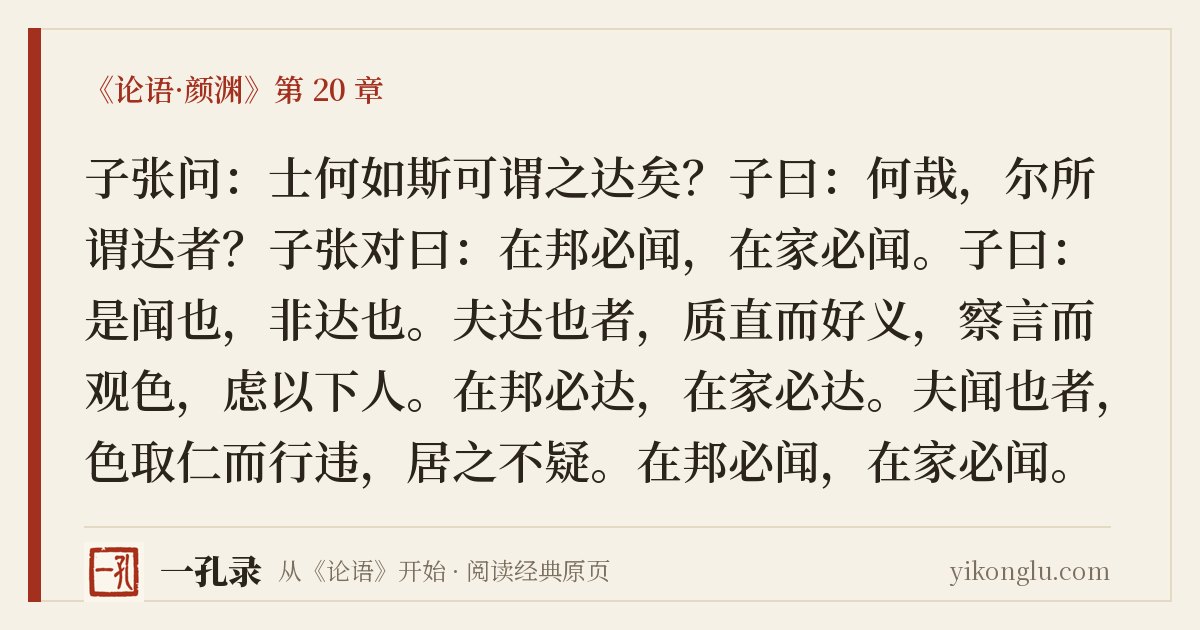 《论语·颜渊》第 20 章
子张问：士何如斯可谓之达矣？子曰：何哉，尔所
谓达者？子张对曰：在邦必闻，在家必闻。子曰：
是闻也，非达也。夫达也者，质直而好义，察言而
观色，虑以下人。在邦必达，在家必达。夫闻也者，
色取仁而行违，居之不疑。在邦必闻，在家必闻。
一孔
一孔录
从《论语》开始 · 阅读经典原页
yikonglu.com